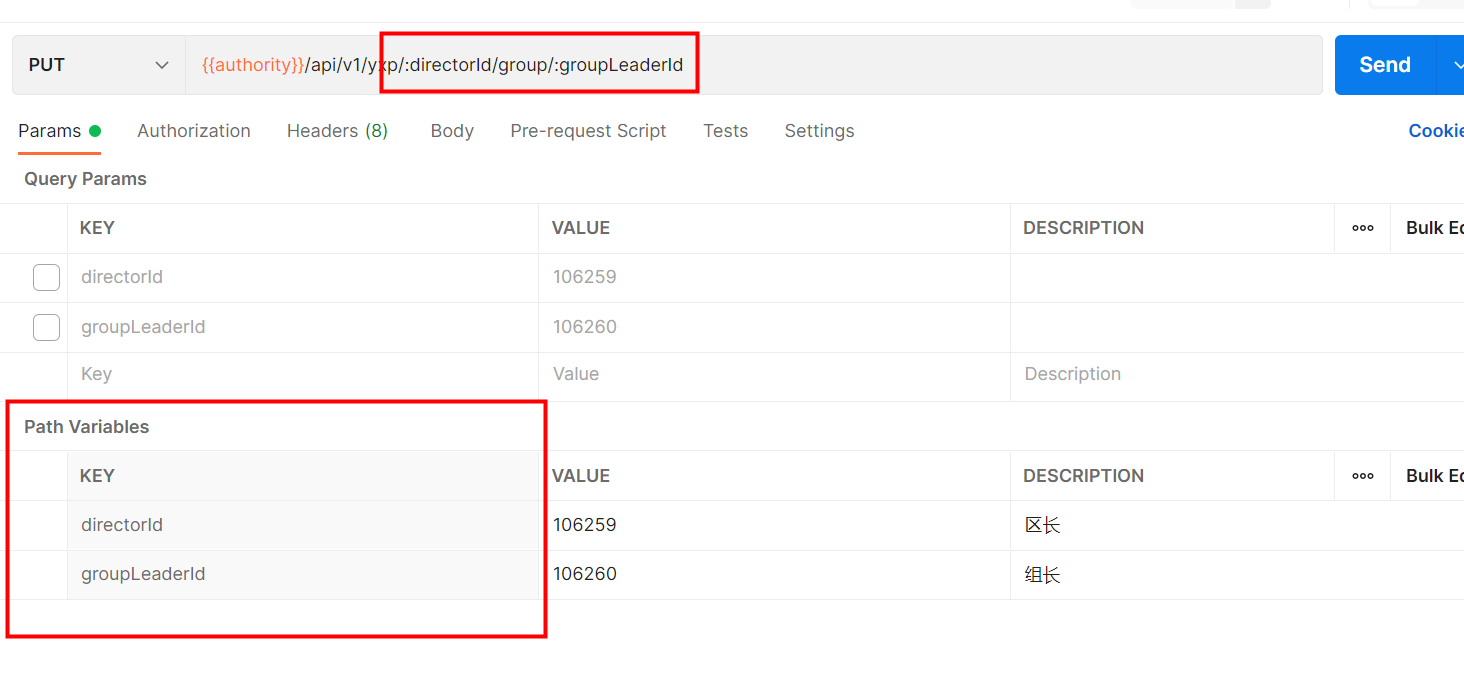 PUT {{authority}}/api/v1/yxp/:directorId/group/:groupLeaderId Send
Params Authorization Headers (8) Body Pre-request Script Tests Settings Cookie
Query Params
KEY VALUE DESCRIPTION Bulk Ed
directorId 106259
groupLeaderId 106260
Key Value Description
Path Variables
KEY VALUE DESCRIPTION Bulk Ed
directorId 106259 区长
groupLeaderId 106260 组长